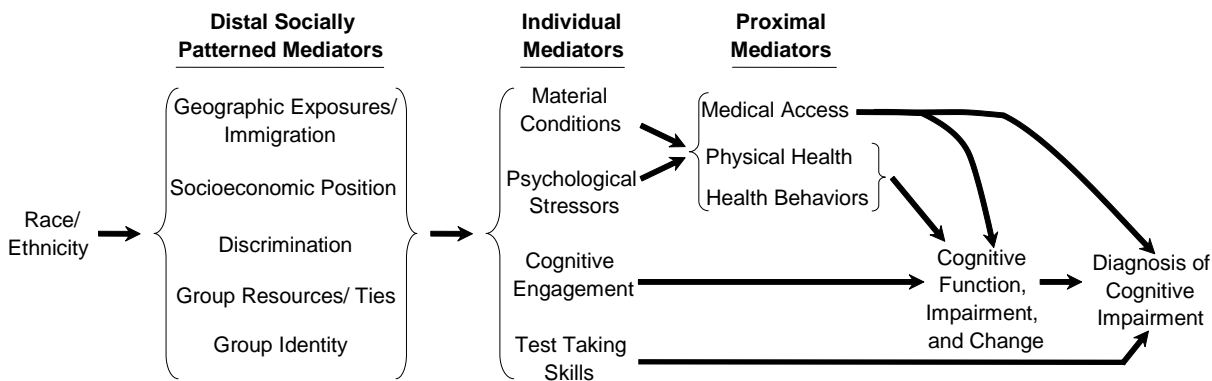 Distal Socially
Patterned Mediators
Individual
Mediators
Proximal
Mediators
Race/
Ethnicity
Geographic Exposures/
Immigration
Socioeconomic Position
Discrimination
Group Resources/ Ties
Group Identity
Material
Conditions
Psychological
Stressors
Cognitive
Engagement
Test Taking
Skills
Medical Access
Physical Health
Health Behaviors
Cognitive
Function,
Impairment,
and Change
Diagnosis of
Cognitive
Impairment